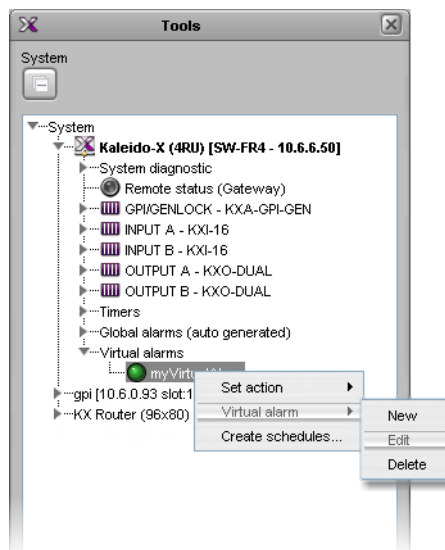 Tools
System
System
Kaleido-X (4RU) [SW-FR4 - 10.6.6.50]
System diagnostic
Remote status (Gateway)
GPI/GENLOCK - KXA-GPI-GEN
INPUT A - KXI-16
INPUT B - KXI-16
OUTPUT A - KXO-DUAL
OUTPUT B - KXO-DUAL
Timers
Global alarms (auto generated)
Virtual alarms
gpi [10.6.0.93 slot:1
KX Router (96x80)
Set action
Virtual alarm
Create schedules...
New
Edit
Delete